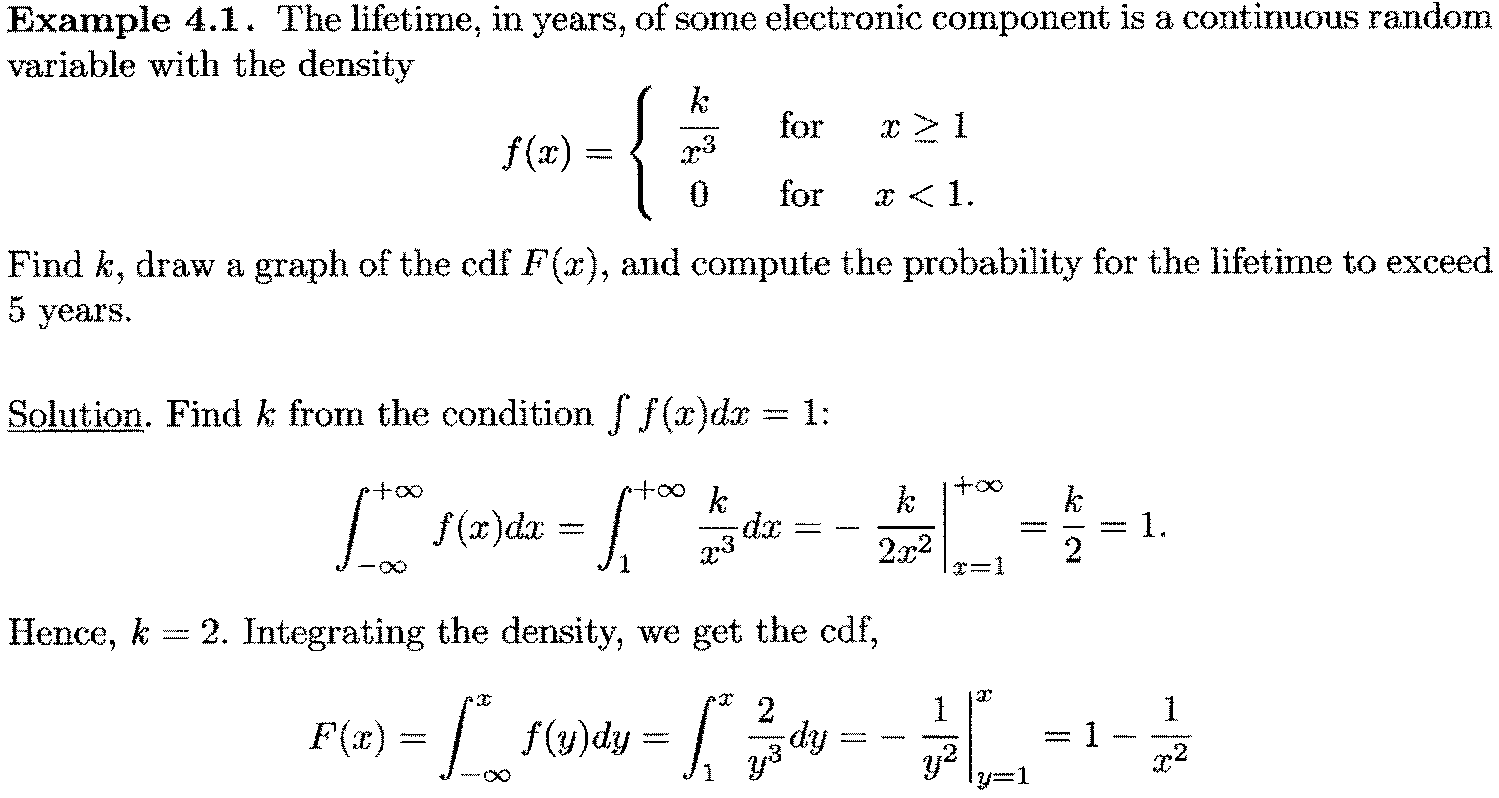 Example 4.1. The lifetime, in years, of some electronic component is a continuous random
variable with the density
f(x) = { k/x³ for x ≥ 1
0 for x < 1.
Find k, draw a graph of the cdf F(x), and compute the probability for the lifetime to exceed
5 years.
Solution. Find k from the condition ∫ f(x)dx = 1:
∫_{−∞}^{+∞} f(x)dx = ∫_{1}^{+∞} k/x³ dx = − k/2x² |_{x=1}^{+∞} = k/2 = 1.
Hence, k = 2. Integrating the density, we get the cdf,
F(x) = ∫_{−∞}^{x} f(y)dy = ∫_{1}^{x} 2/y³ dy = − 1/y² |_{y=1}^{x} = 1 − 1/x²